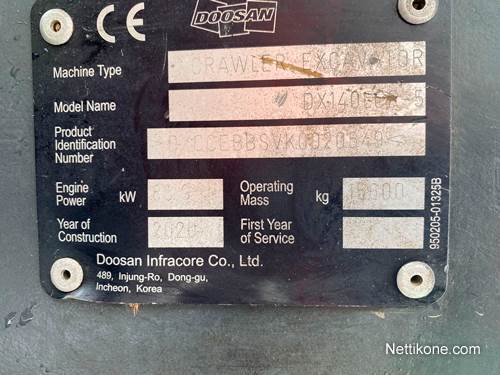 CE
DOOSAN
Machine Type CRAWLER EXCAVATOR
Model Name
Product
Identification
Number
Engine
Power kW
Operating
Mass kg
Year of
Construction 2020
First Year
of Service
Doosan Infracore Co., Ltd.
489, Injung-Ro, Dong-gu,
Incheon, Korea
950205-01325B
Nettikone.com